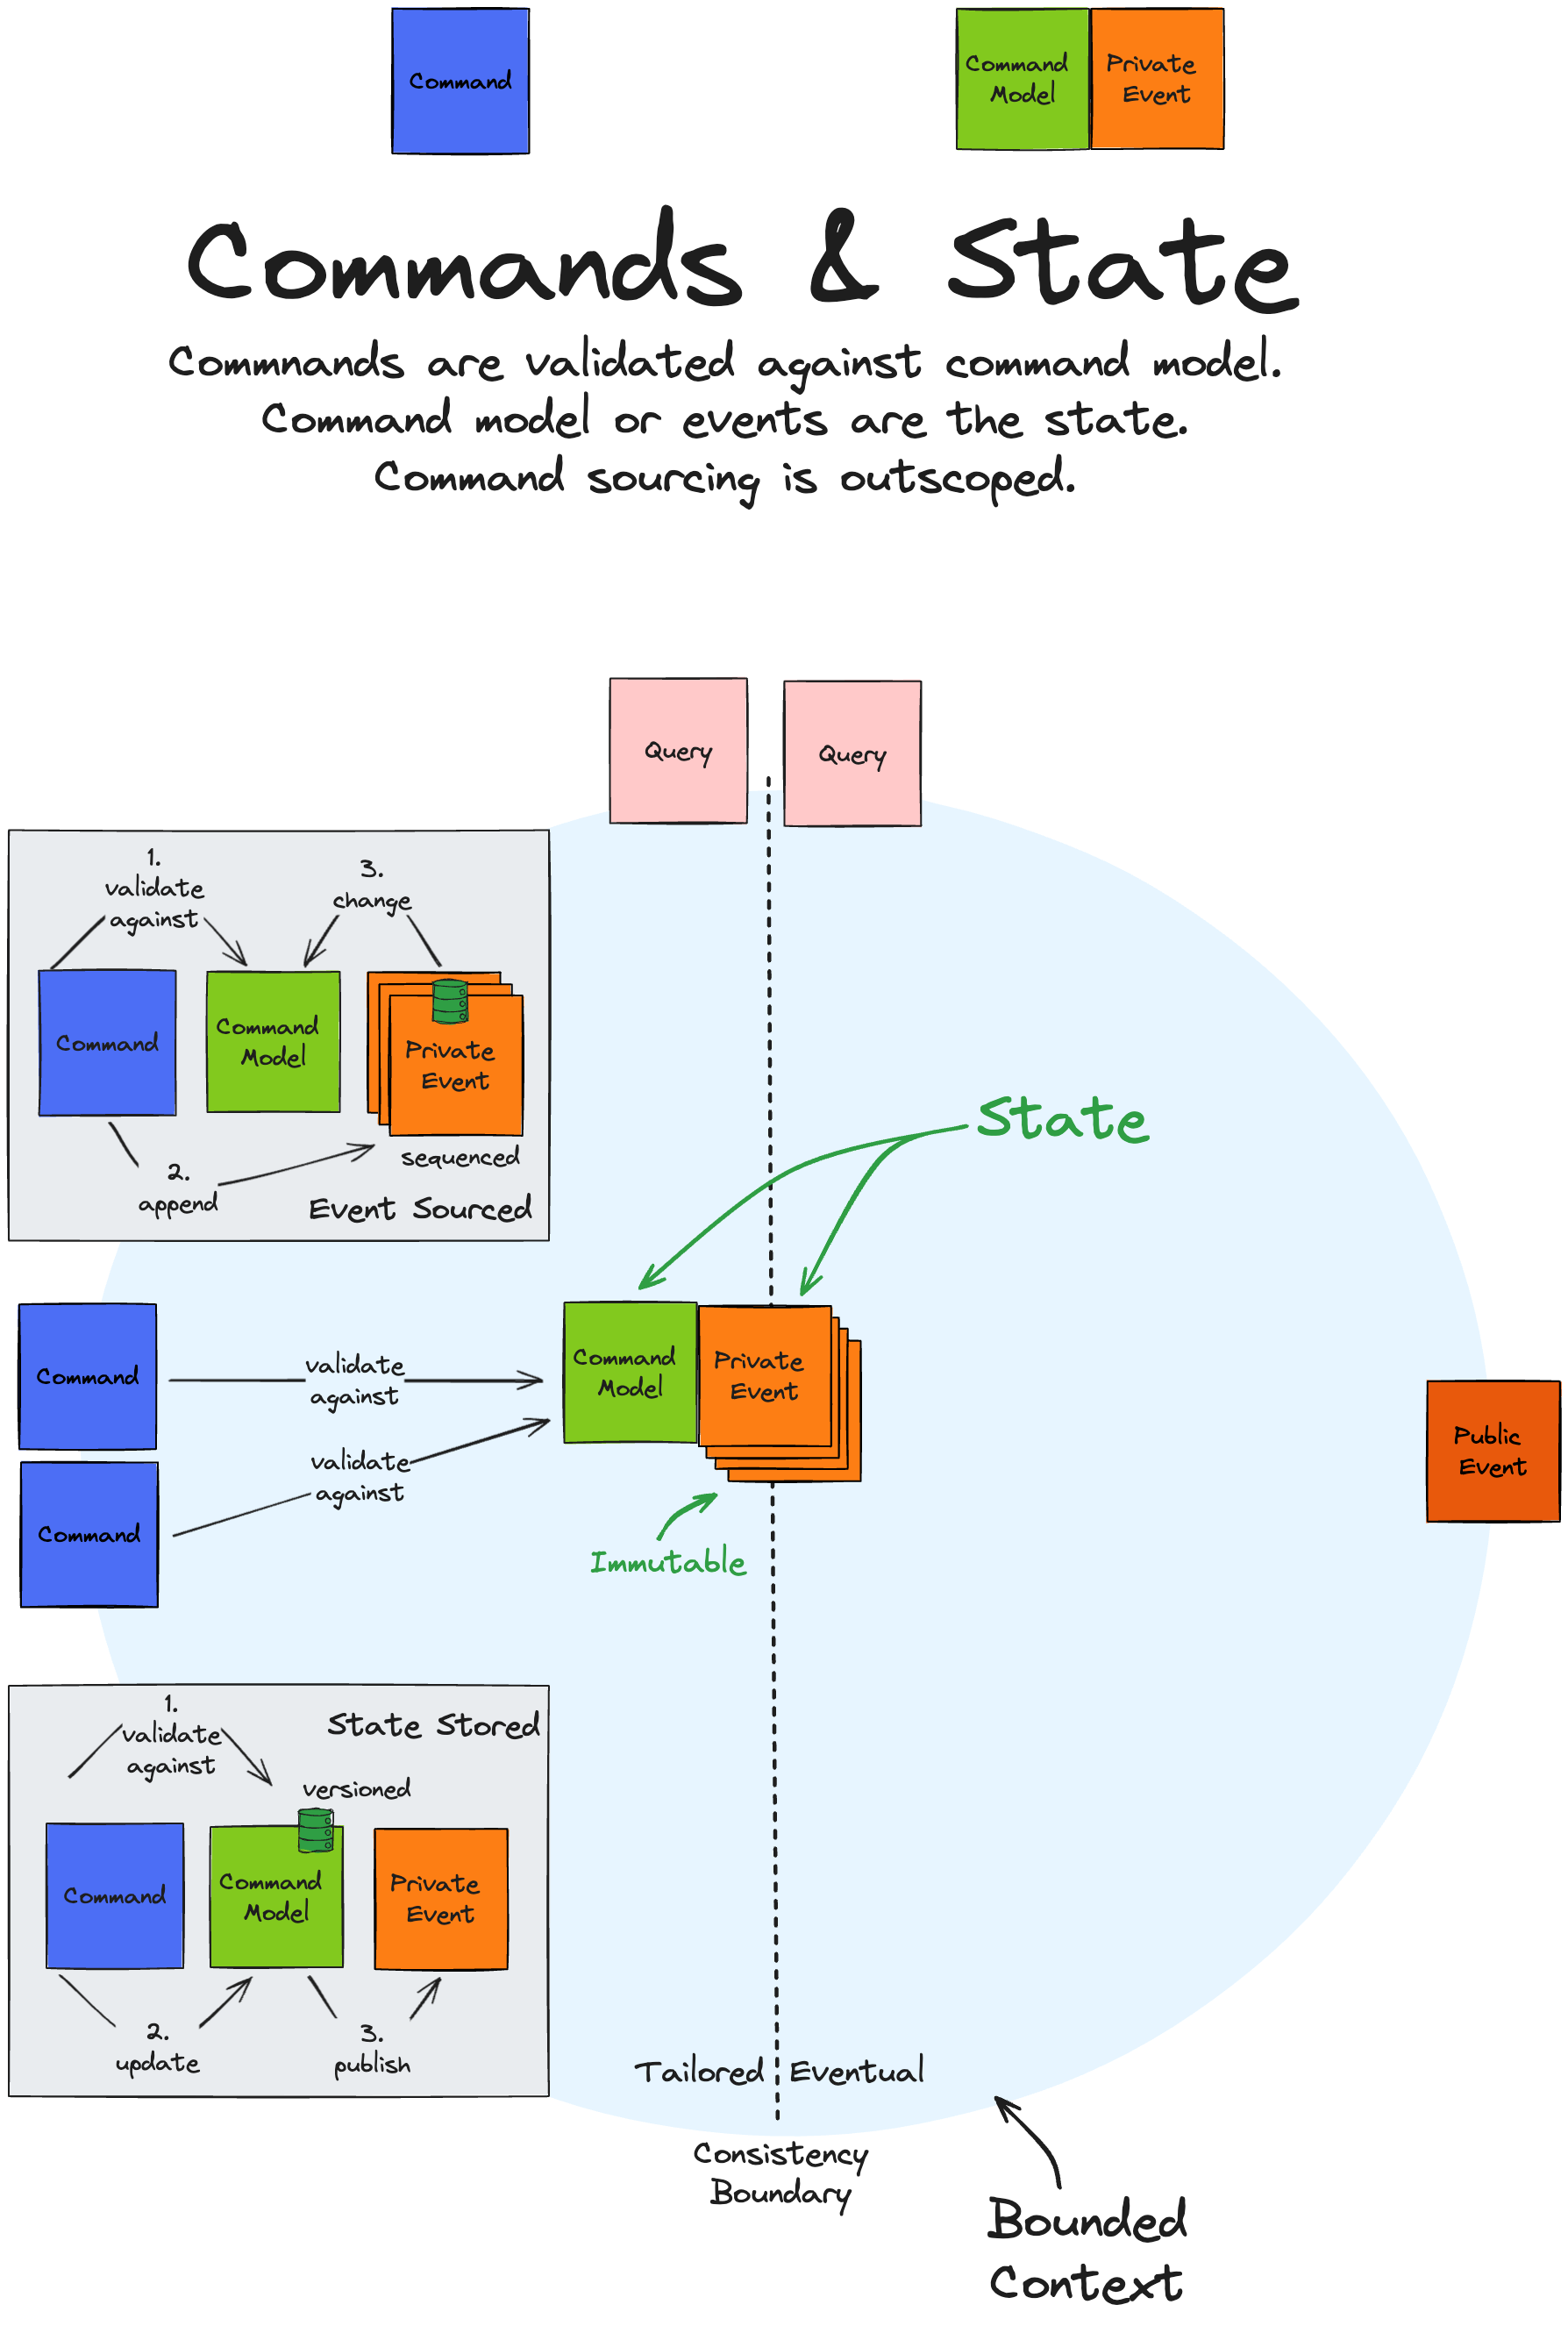 Command
Command
Model
Private
Event
Commands & State
Commnands are validated against command model.
Command model or events are the state.
Command sourcing is outscoped.
Query
Query
1.
validate
against
3.
change
Command
Command
Model
Private
Event
sequenced
2.
append
Event Sourced
State
Command
validate
against
Command
Model
Private
Event
Command
validate
against
Immutable
Public
Event
1.
validate
against
State Stored
versioned
Command
Command
Model
Private
Event
2.
update
3.
publish
Tailored
Eventual
Consistency
Boundary
Bounded
Context